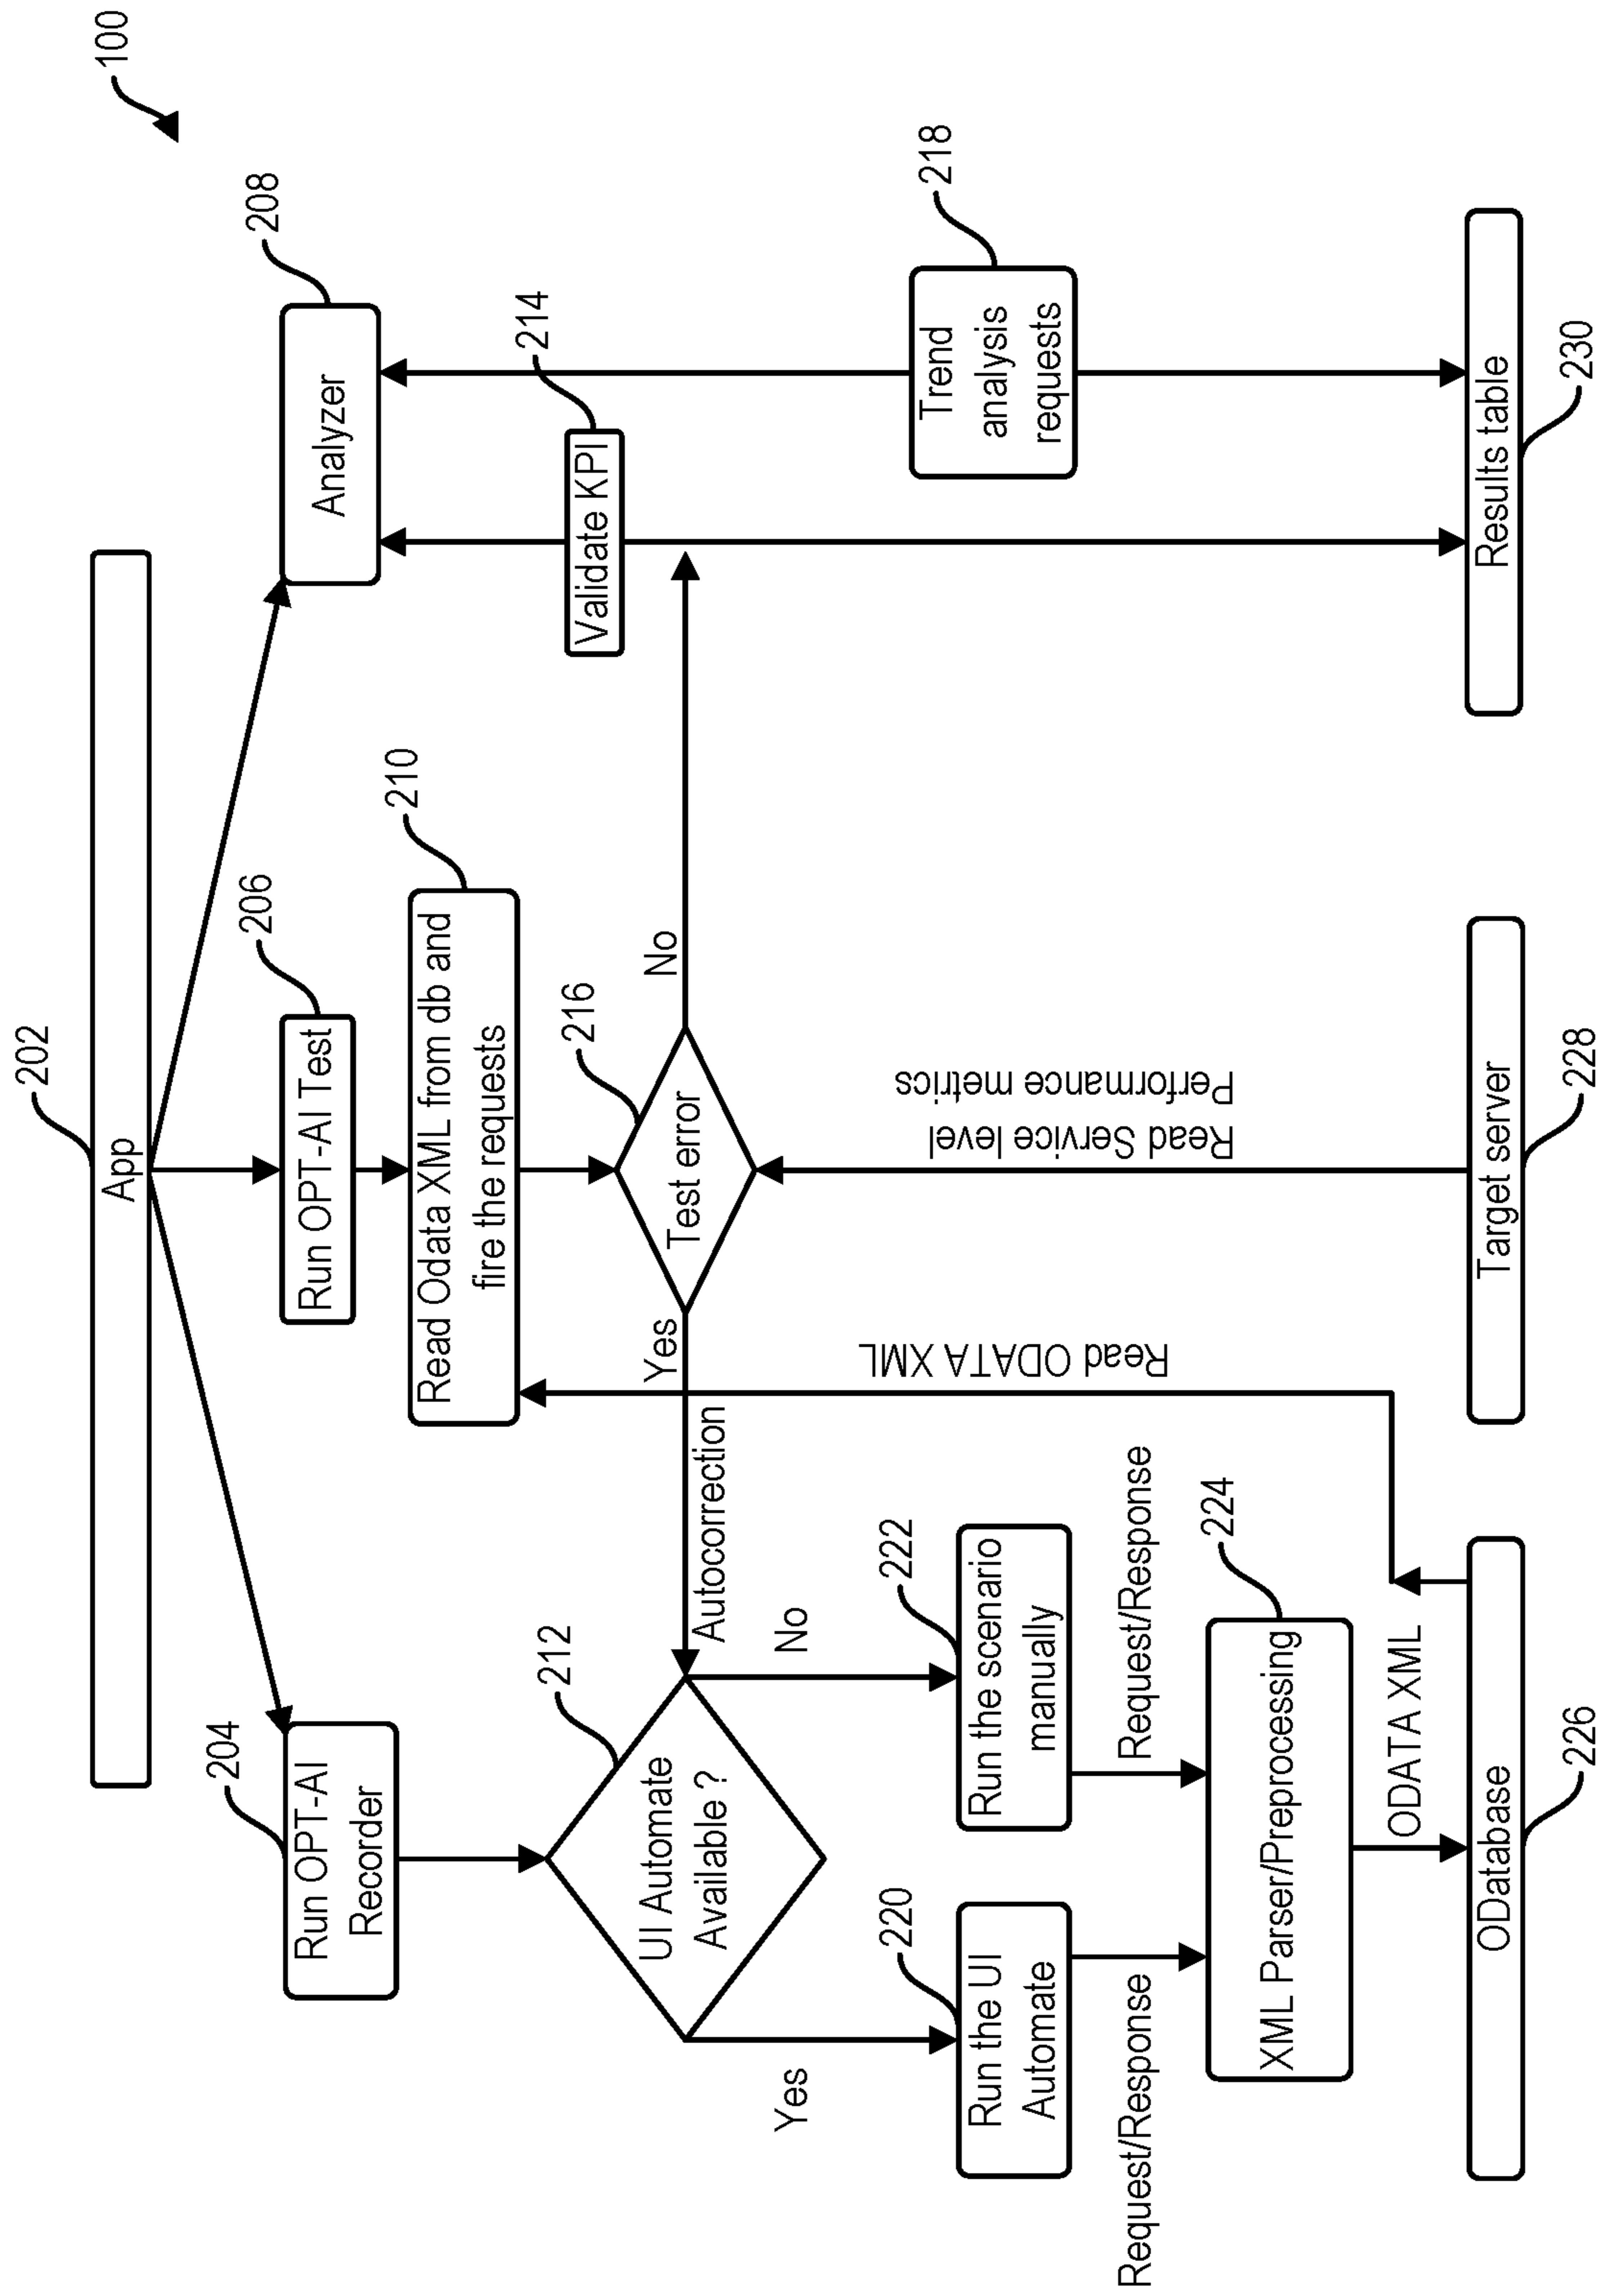 100
202
App
204
Run OPT-AI
Recorder
206
Run OPT-AI Test
208
Analyzer
210
Read Odata XML from db and
fire the requests
212
UI Automate
Available ?
Autocorrection
Yes
216
Test error
No
214
Validate KPI
Yes
No
220
Run the UI
Automate
222
Run the scenario
manually
Read ODATA XML
Read Service level
Performance metrics
218
Trend
analysis
requests
Request/Response
Request/Response
224
XML Parser/Preprocessing
ODATA XML
ODatabase
226
Target server
228
Results table
230